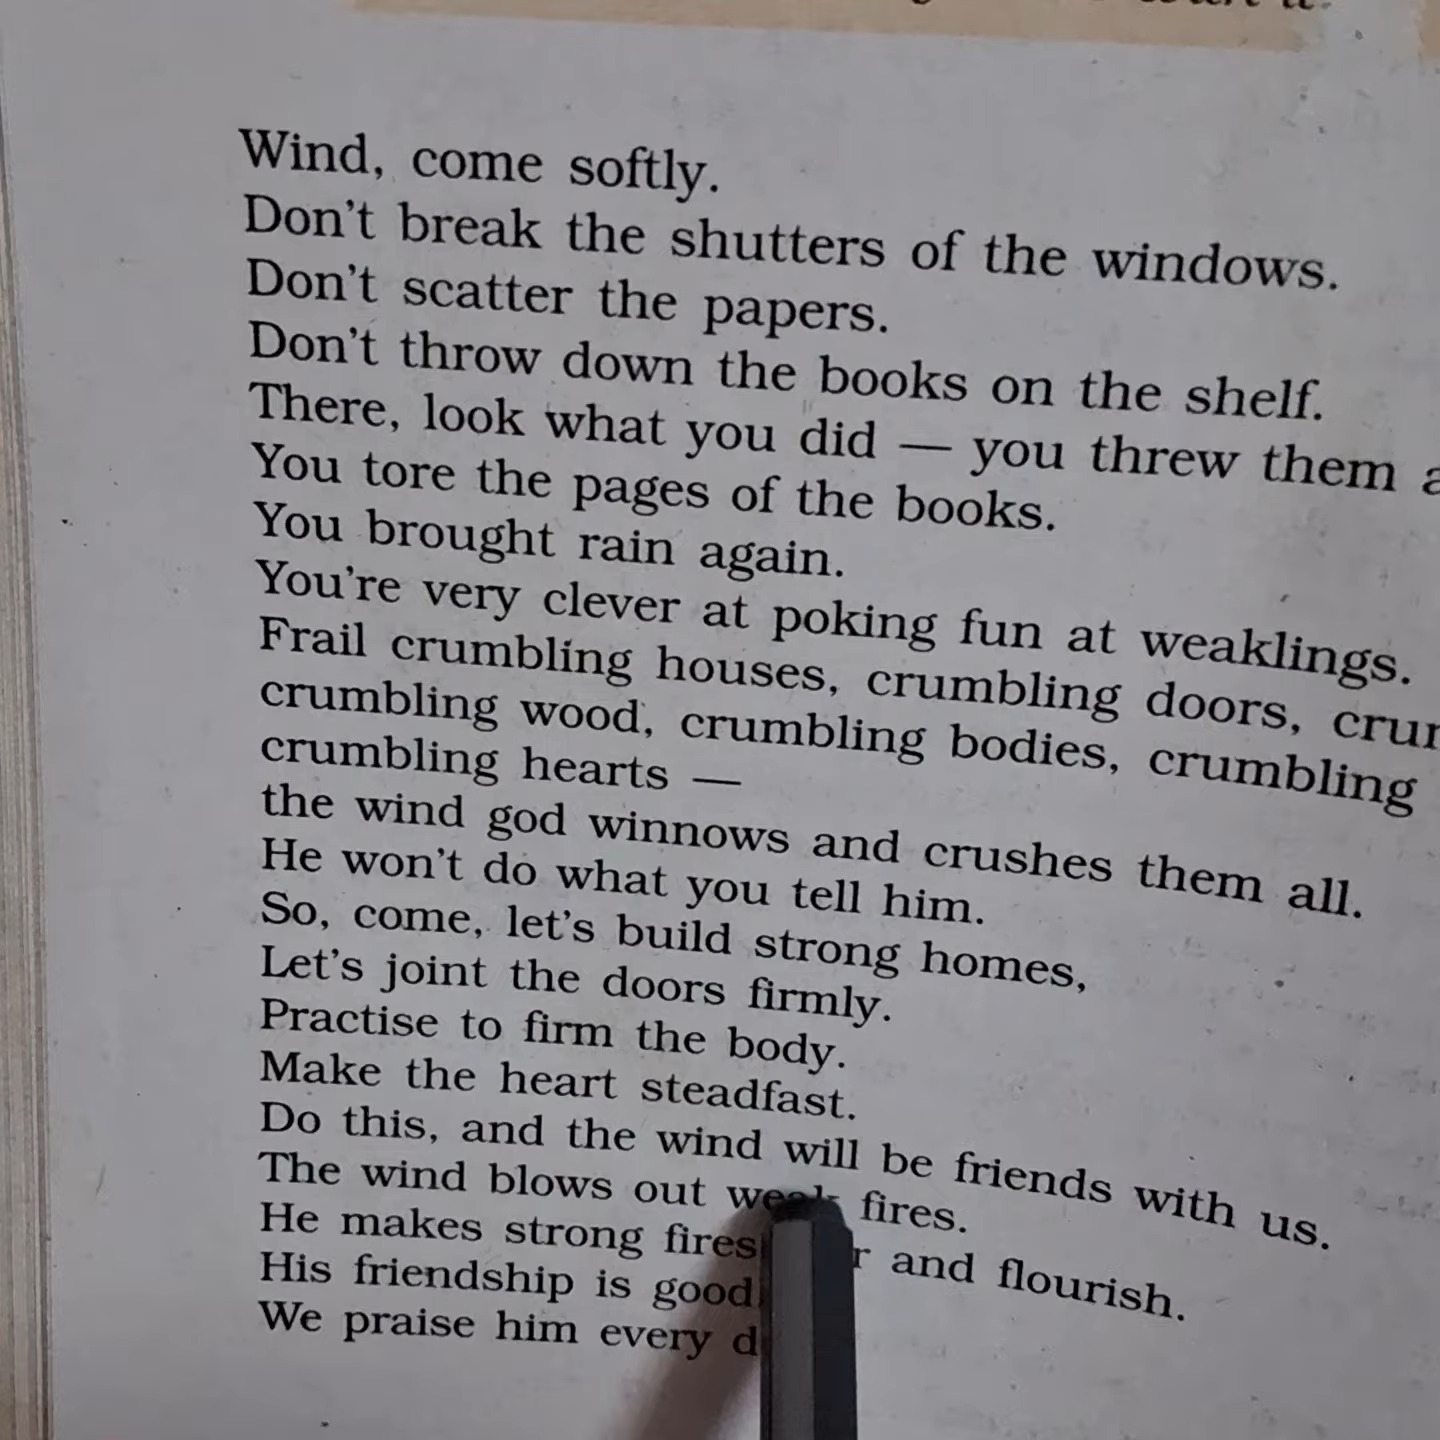 Wind, come softly.
Don't break the shutters of the windows.
Don't scatter the papers.
Don't throw down the books on the shelf.
There, look what you did — you threw them
You tore the pages of the books.
You brought rain again.
You're very clever at poking fun at weaklings.
Frail crumbling houses, crumbling doors,
crumbling wood, crumbling bodies, crumbling
crumbling hearts —
the wind god winnows and crushes them all.
He won't do what you tell him.
So, come, let's build strong homes,
Let's joint the doors firmly.
Practise to firm the body.
Make the heart steadfast.
Do this, and the wind will be friends with us.
The wind blows out weak fires.
He makes strong fires and flourish.
His friendship is good
We praise him every